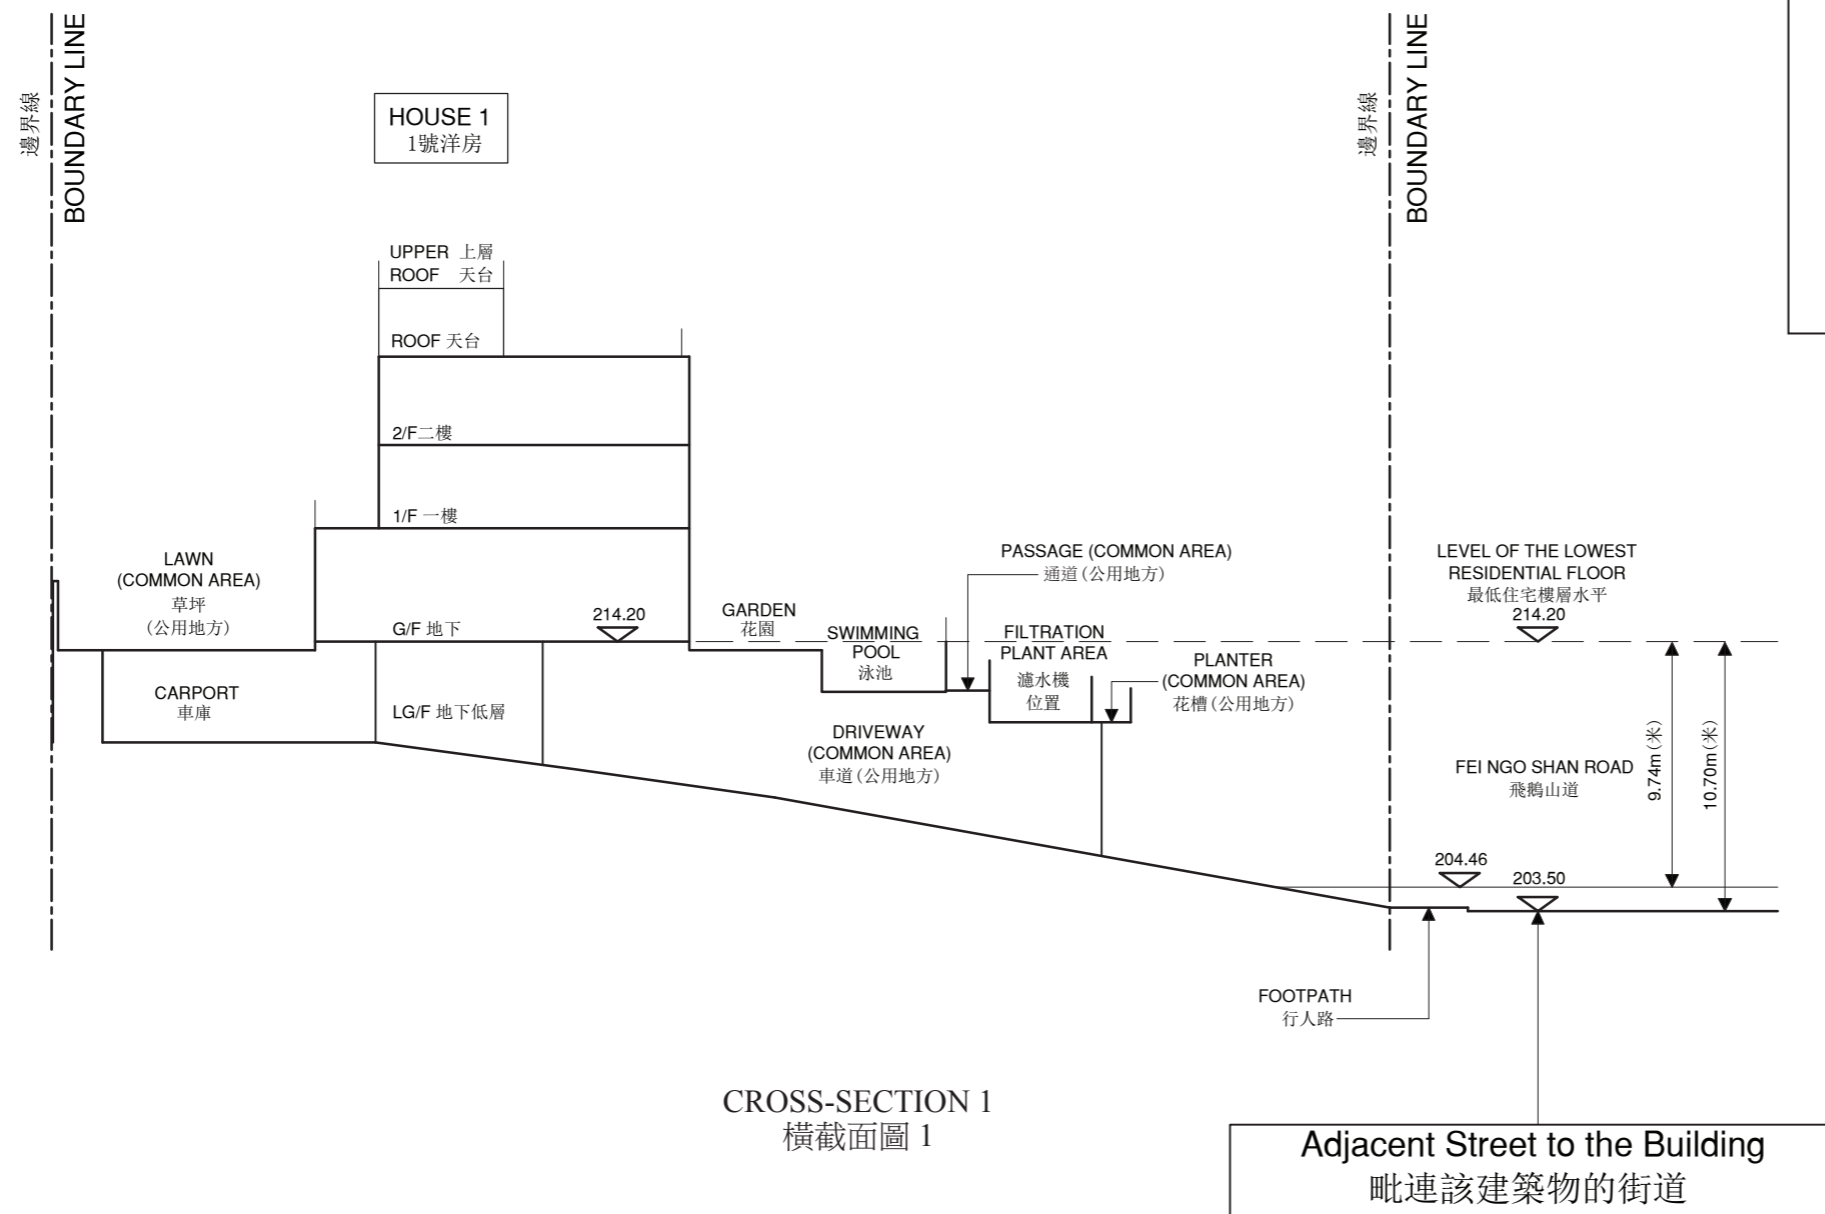 邊界線
BOUNDARY LINE
HOUSE 1
1號洋房
邊界線
BOUNDARY LINE
UPPER 上層
ROOF 天台
ROOF 天台
2/F二樓
1/F 一樓
LAWN
(COMMON AREA)
草坪
(公用地方)
G/F 地下
214.20
GARDEN
花園
SWIMMING
POOL
泳池
PASSAGE (COMMON AREA)
通道(公用地方)
FILTRATION
PLANT AREA
濾水機
位置
PLANTER
(COMMON AREA)
花槽(公用地方)
LEVEL OF THE LOWEST
RESIDENTIAL FLOOR
最低住宅樓層水平
214.20
CARPORT
車庫
LG/F 地下低層
DRIVEWAY
(COMMON AREA)
車道(公用地方)
FEI NGO SHAN ROAD
飛鵝山道
9.74m(米)
10.70m(米)
204.46
203.50
FOOTPATH
行人路
CROSS-SECTION 1
橫截面圖 1
Adjacent Street to the Building
毗連該建築物的街道